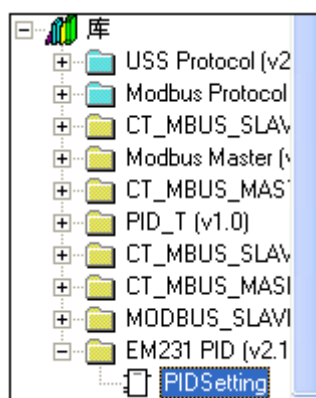 库
USS Protocol (v2
Modbus Protocol
CT_MBUS_SLAV
Modbus Master (v
CT_MBUS_MAST
PID_T (v1.0)
CT_MBUS_SLAV
CT_MBUS_MASI
MODBUS_SLAVI
EM231 PID (v2.1
PIDSetting